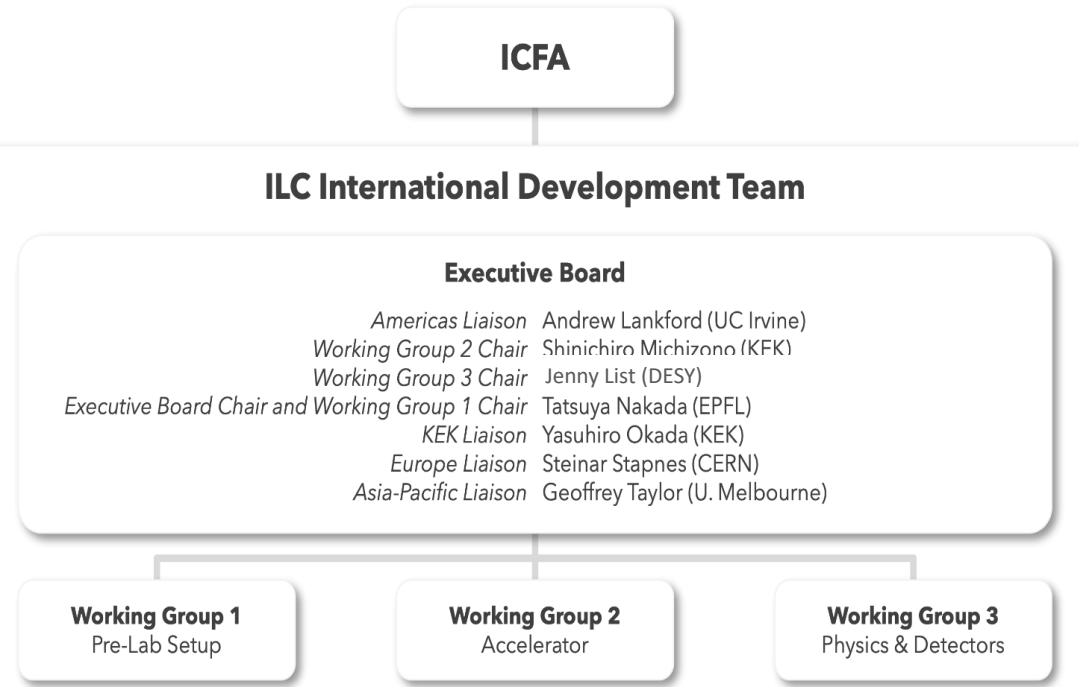 ICFA
ILC International Development Team
Executive Board
Americas Liaison Andrew Lankford (UC Irvine)
Working Group 2 Chair Shinichiro Michizono (KEK)
Working Group 3 Chair Jenny List (DESY)
Executive Board Chair and Working Group 1 Chair Tatsuya Nakada (EPFL)
KEK Liaison Yasuhiro Okada (KEK)
Europe Liaison Steinar Stapnes (CERN)
Asia-Pacific Liaison Geoffrey Taylor (U. Melbourne)
Working Group 1
Pre-Lab Setup
Working Group 2
Accelerator
Working Group 3
Physics & Detectors